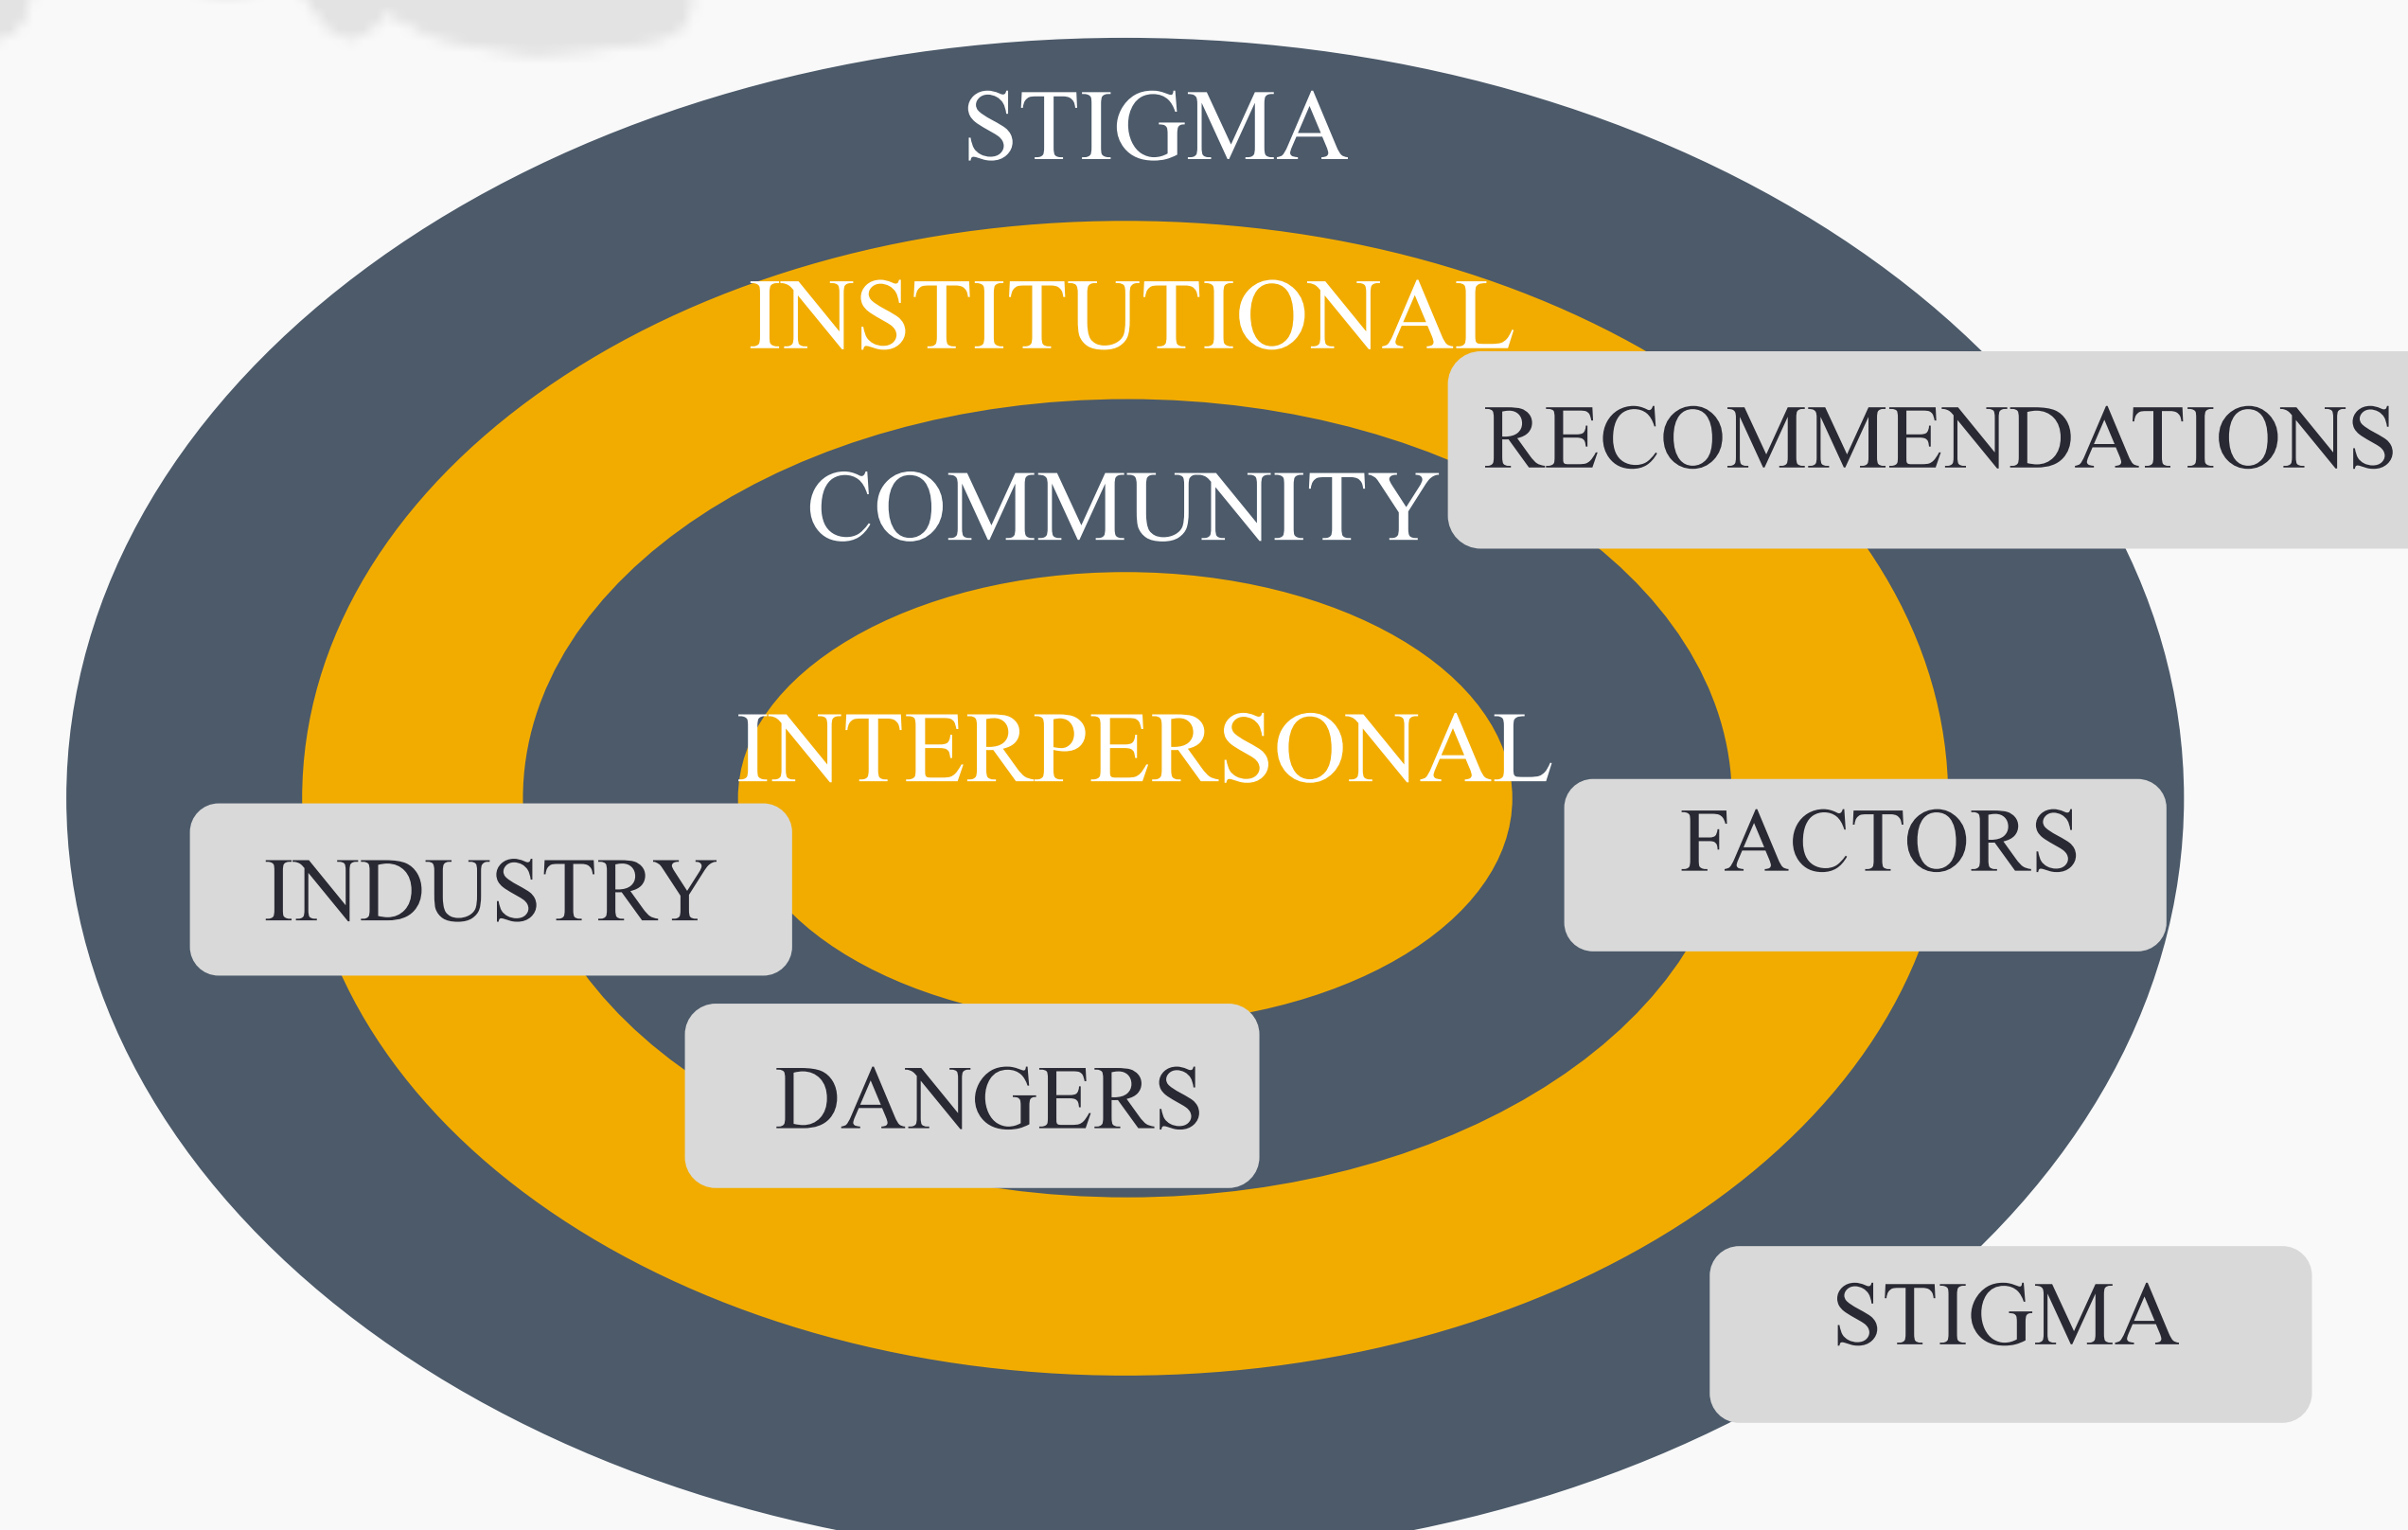 STIGMA
INSTITUTIONAL
RECOMMENDATIONS
COMMUNITY
INTERPERSONAL
FACTORS
INDUSTRY
DANGERS
STIGMA